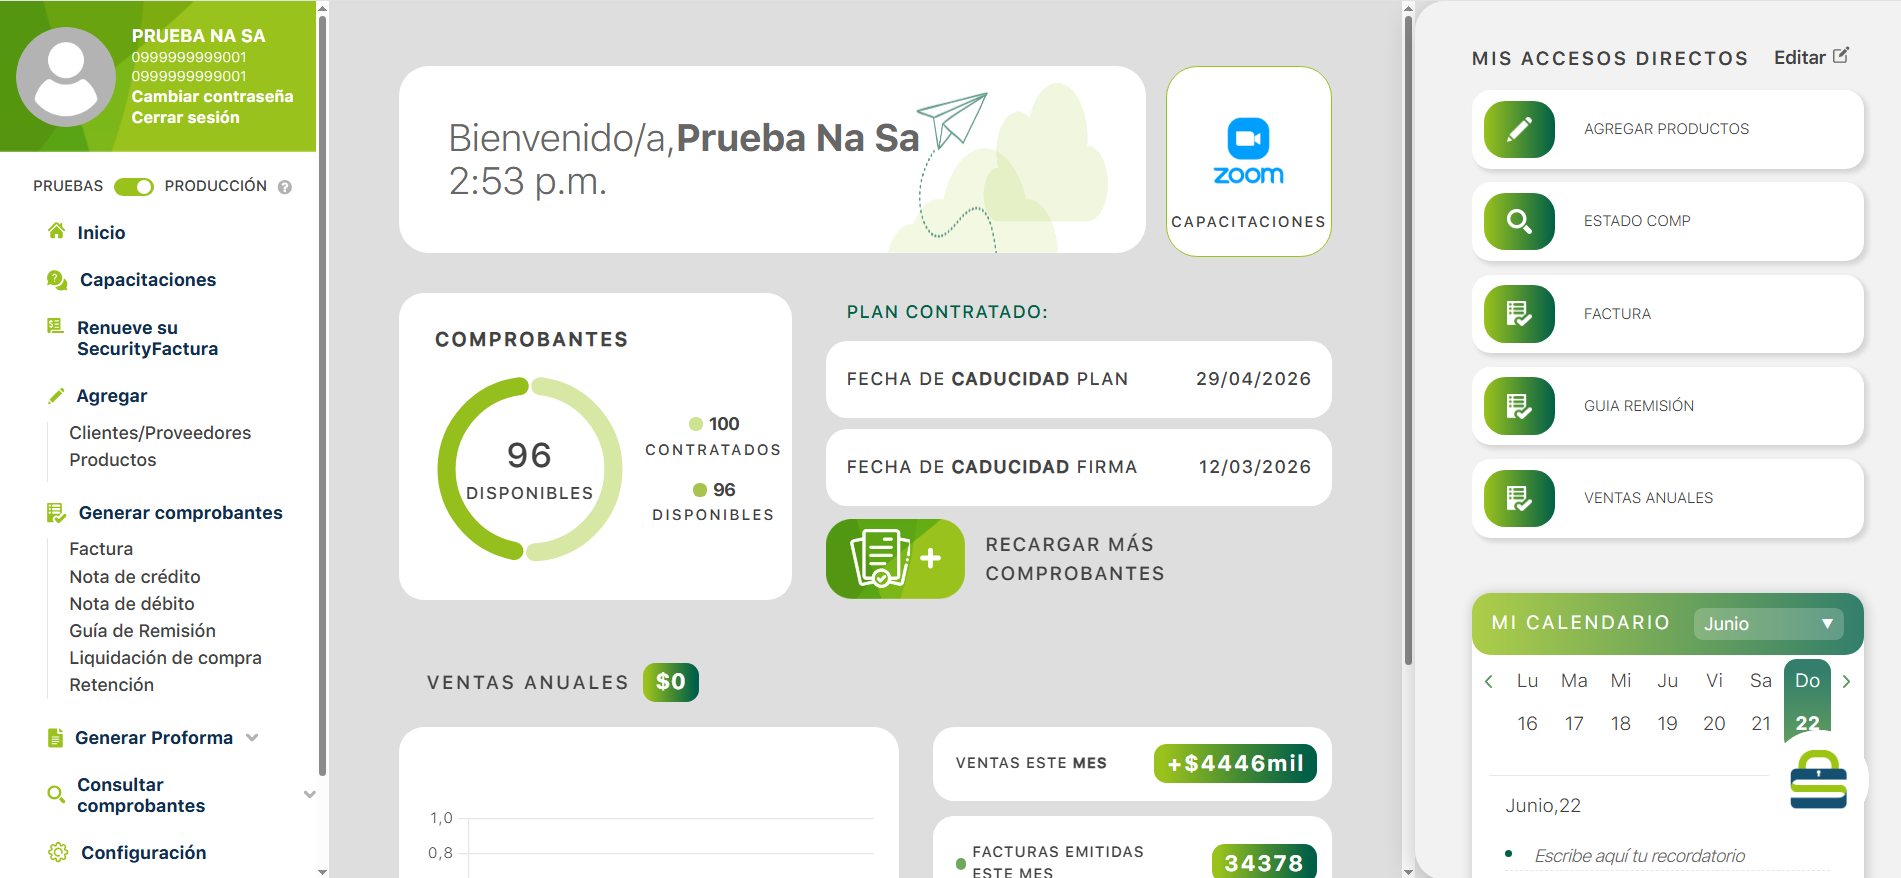 PRUEBA NA SA
0999999999001
0999999999001
Cambiar contraseña
Cerrar sesión
PRUEBAS PRODUCCIÓN ?
Inicio
Capacitaciones
Renueve su
SecurityFactura
Agregar
Clientes/Proveedores
Productos
Generar comprobantes
Factura
Nota de crédito
Nota de débito
Guía de Remisión
Liquidación de compra
Retención
Generar Proforma
Consultar
comprobantes
Configuración
Bienvenido/a,Prueba Na Sa
2:53 p.m.
zoom
CAPACITACIONES
COMPROBANTES
96
DISPONIBLES
100
CONTRATADOS
96
DISPONIBLES
PLAN CONTRATADO:
FECHA DE CADUCIDAD PLAN 29/04/2026
FECHA DE CADUCIDAD FIRMA 12/03/2026
RECARGAR MÁS
COMPROBANTES
VENTAS ANUALES $0
1,0
0,8
VENTAS ESTE MES +$4446mil
FACTURAS EMITIDAS
ESTE MES
34378
MIS ACCESOS DIRECTOS Editar
AGREGAR PRODUCTOS
ESTADO COMP
FACTURA
GUIA REMISIÓN
VENTAS ANUALES
MI CALENDARIO Junio
Lu Ma Mi Ju Vi Sa Do
16 17 18 19 20 21 22
Junio,22
Escribe aquí tu recordatorio